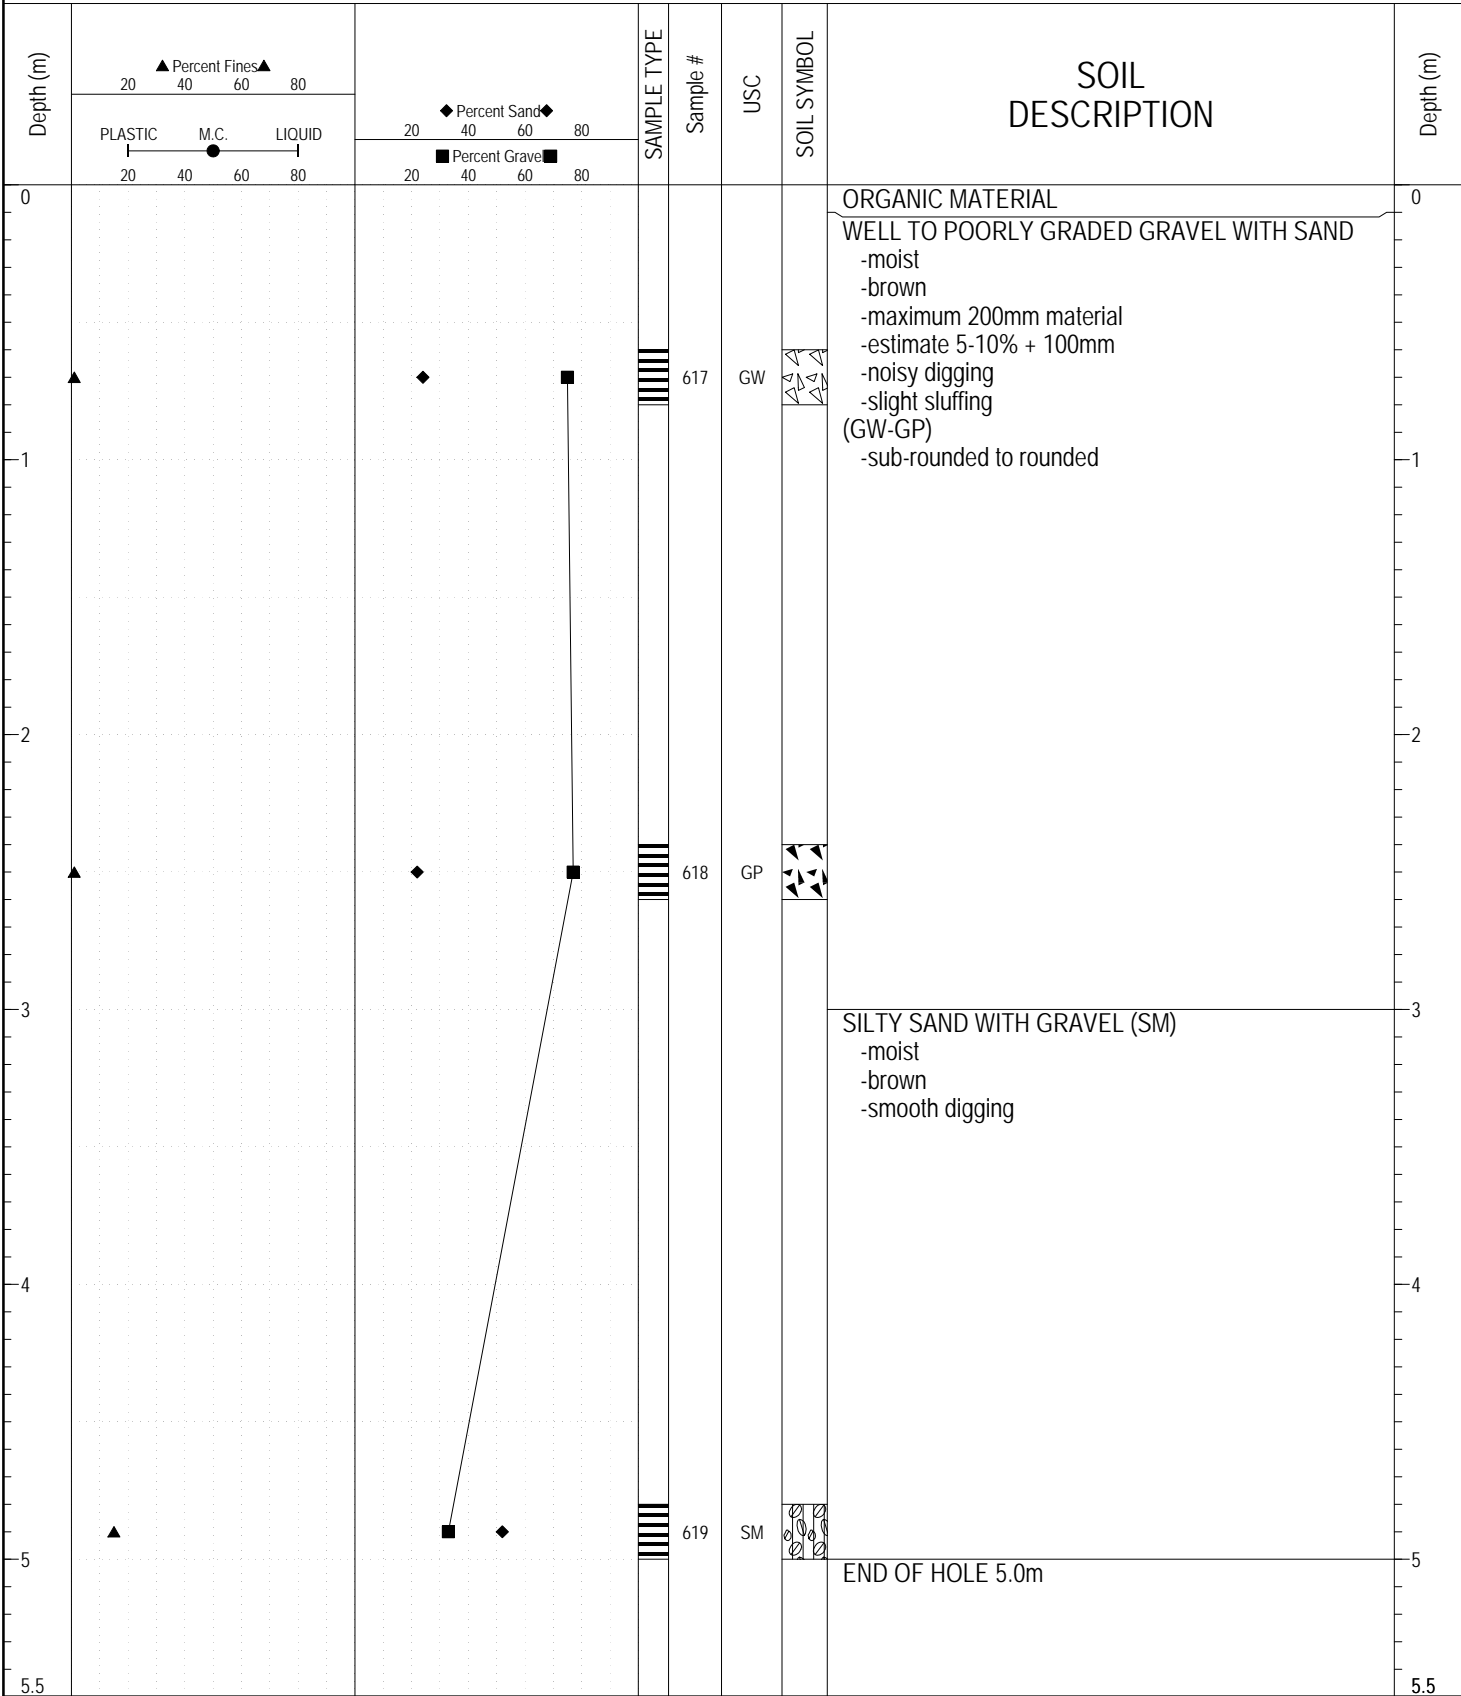 Depth (m)
▲ Percent Fines▲
20 40 60 80
PLASTIC M.C. LIQUID
20 40 60 80
◆ Percent Sand◆
20 40 60 80
■ Percent Gravel■
20 40 60 80
SAMPLE TYPE
Sample #
USC
SOIL SYMBOL
SOIL
DESCRIPTION
Depth (m)
0
ORGANIC MATERIAL
0
WELL TO POORLY GRADED GRAVEL WITH SAND
-moist
-brown
-maximum 200mm material
-estimate 5-10% + 100mm
617 GW
-noisy digging
-slight sluffing
(GW-GP)
1
-sub-rounded to rounded
1
2
2
618 GP
3
3
SILTY SAND WITH GRAVEL (SM)
-moist
-brown
-smooth digging
4
4
619 SM
5
5
END OF HOLE 5.0m
5.5
5.5